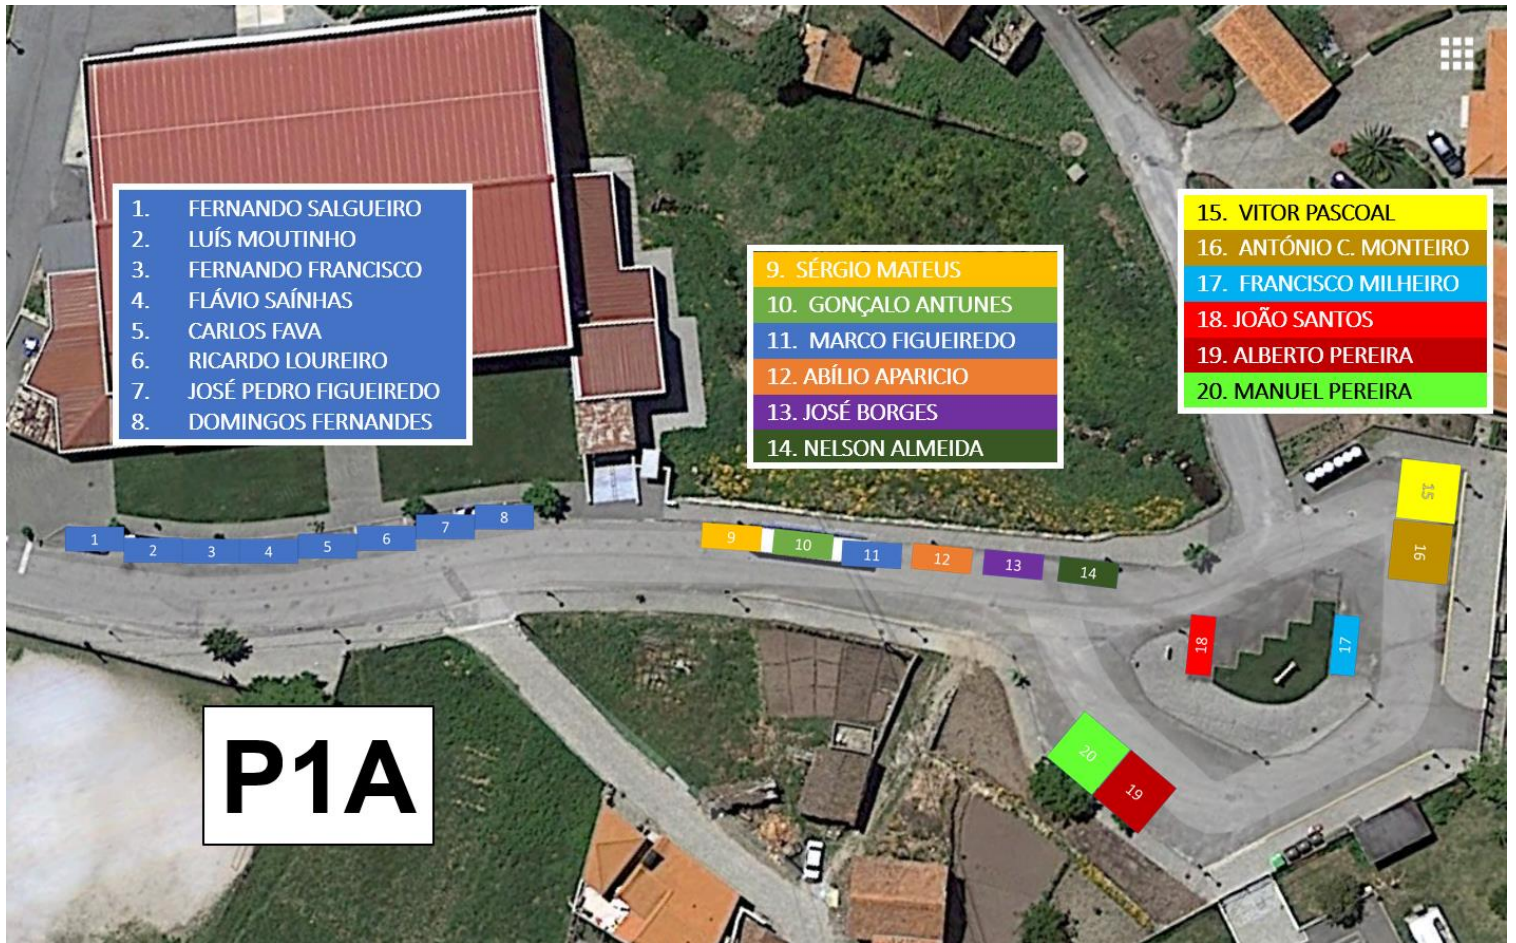 1. FERNANDO SALGUEIRO
2. LUÍS MOUTINHO
3. FERNANDO FRANCISCO
4. FLÁVIO SAÍNHAS
5. CARLOS FAVA
6. RICARDO LOUREIRO
7. JOSÉ PEDRO FIGUEIREDO
8. DOMINGOS FERNANDES
9. SÉRGIO MATEUS
10. GONÇALO ANTUNES
11. MARCO FIGUEIREDO
12. ABÍLIO APARICIO
13. JOSÉ BORGES
14. NELSON ALMEIDA
15. VITOR PASCOAL
16. ANTÓNIO C. MONTEIRO
17. FRANCISCO MILHEIRO
18. JOÃO SANTOS
19. ALBERTO PEREIRA
20. MANUEL PEREIRA
1
2
3
4
5
6
7
8
9
10
11
12
13
14
15
16
17
18
19
20
P1A